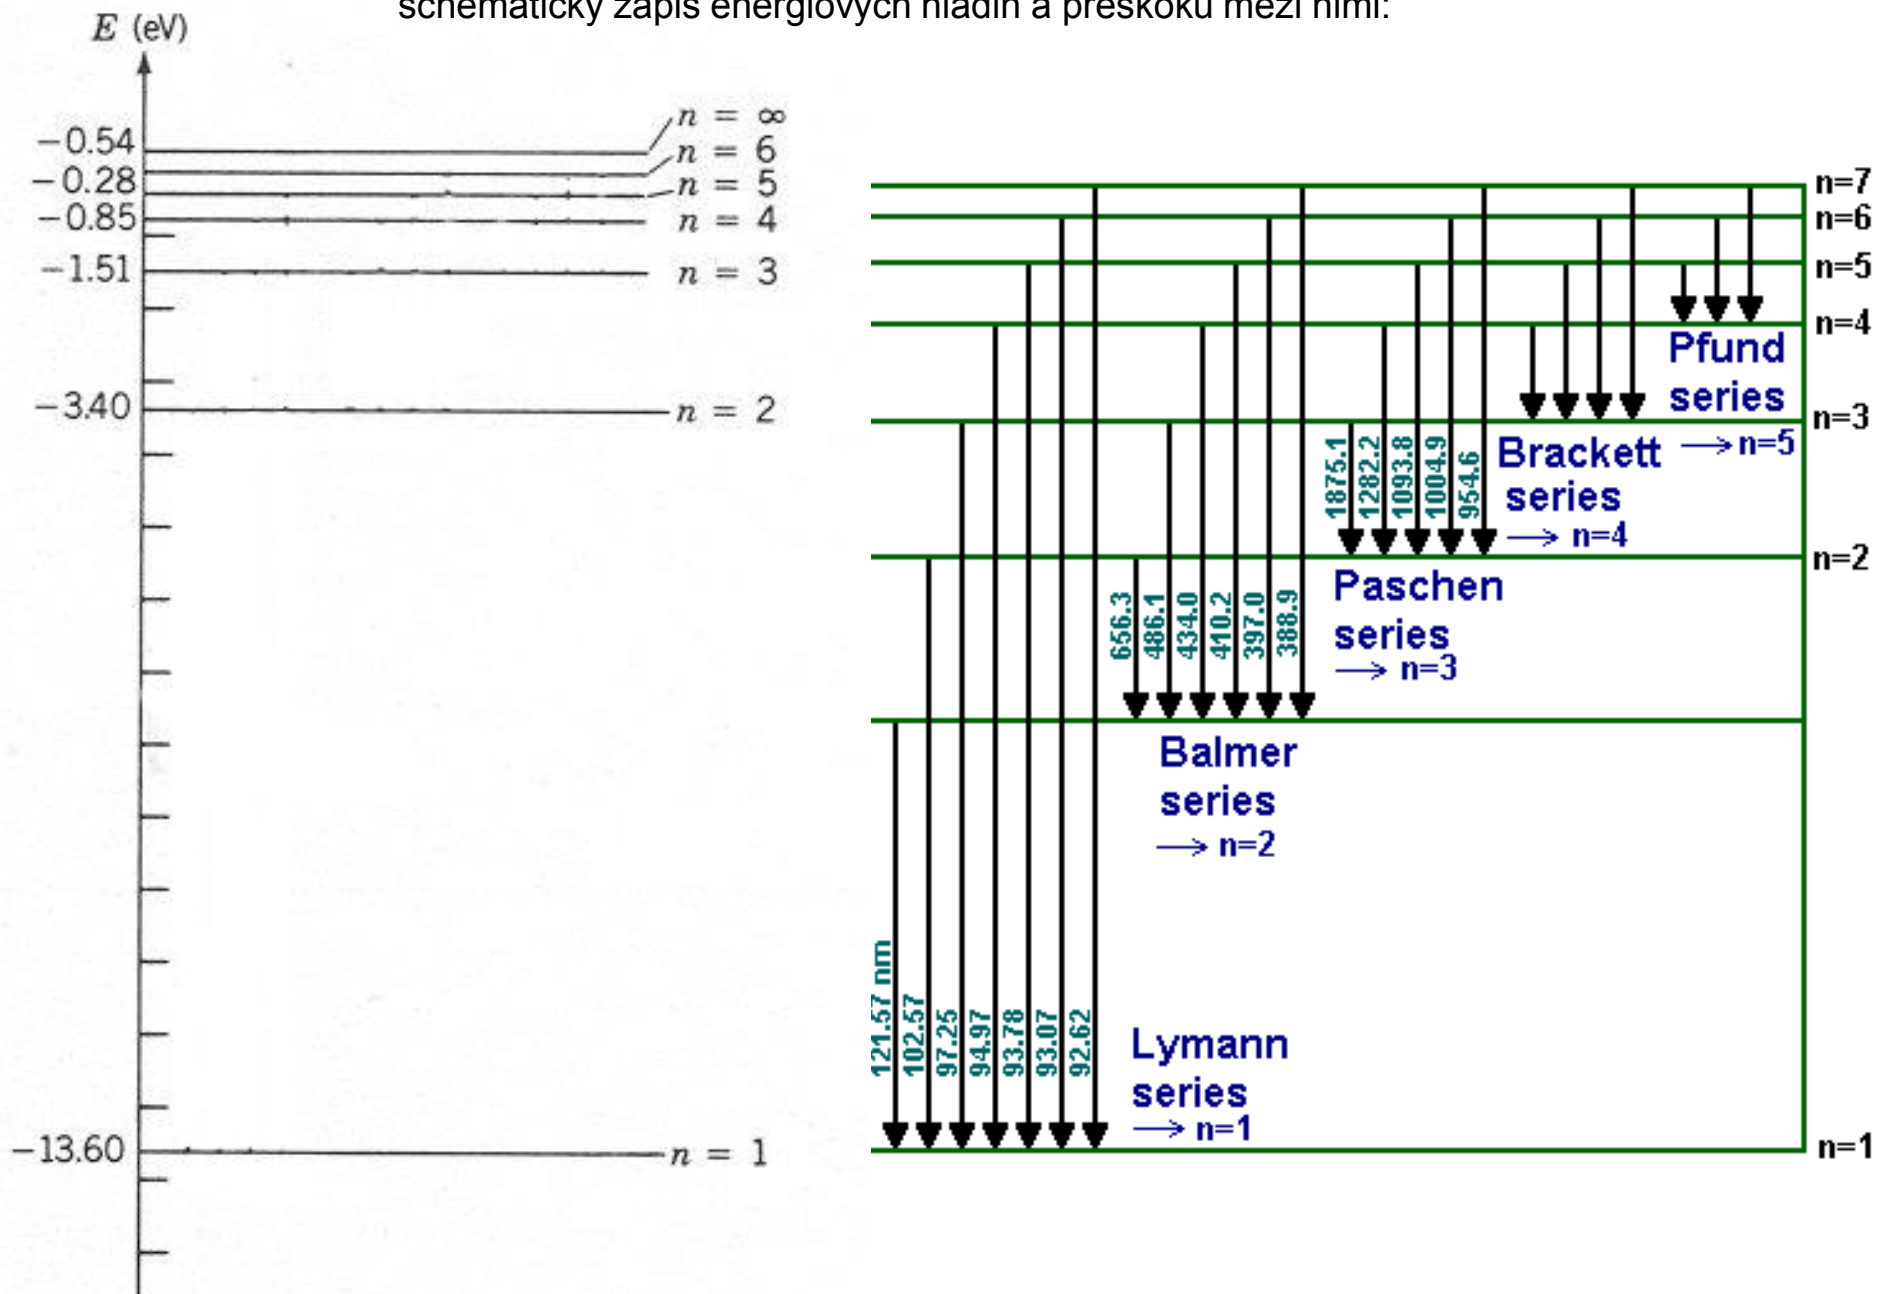 schematický zápis energiových hladin a přeskoků mezi nimi:
E (eV)
−0.54
−0.28
−0.85
−1.51
−3.40
−13.60
n = ∞
n = 6
n = 5
n = 4
n = 3
n = 2
n = 1
n=7
n=6
n=5
n=4
n=3
n=2
n=1
Pfund
series
→ n=5
1875.1
1282.2
1093.8
1004.9
954.6
Brackett
series
→ n=4
656.3
486.1
434.0
410.2
397.0
388.9
Paschen
series
→ n=3
Balmer
series
→ n=2
121.57 nm
102.57
97.25
94.97
93.78
93.07
92.62
Lymann
series
→ n=1